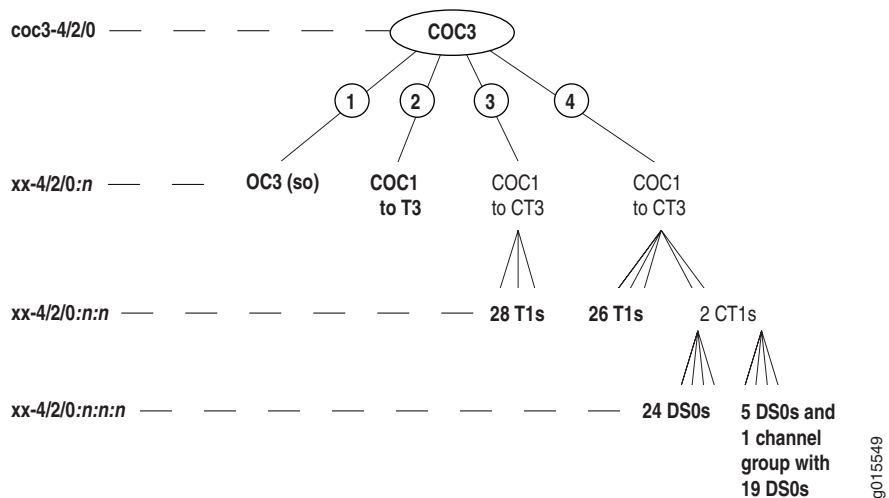 coc3-4/2/0
COC3
1
2
3
4
xx-4/2/0:n
OC3 (so)
COC1
to T3
COC1
to CT3
COC1
to CT3
xx-4/2/0:n:n
28 T1s
26 T1s
2 CT1s
xx-4/2/0:n:n:n
24 DS0s
5 DS0s and
1 channel
group with
19 DS0s
g015549